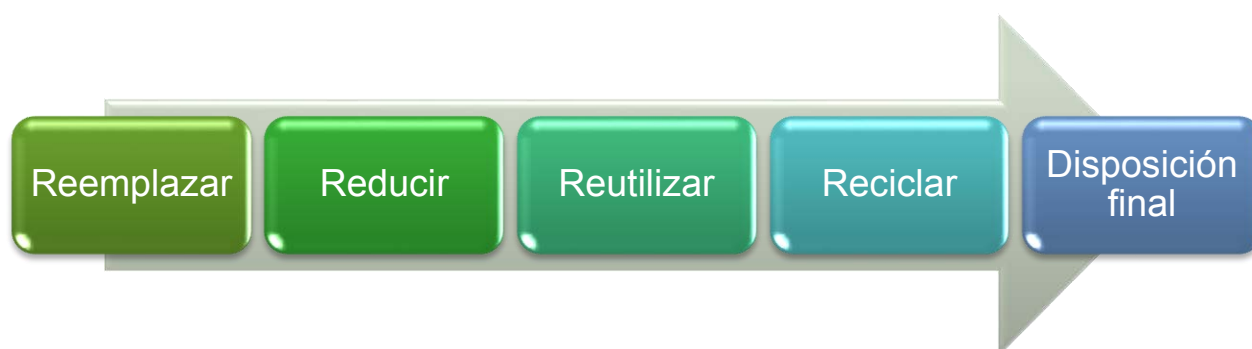 Reemplazar
Reducir
Reutilizar
Reciclar
Disposición
final